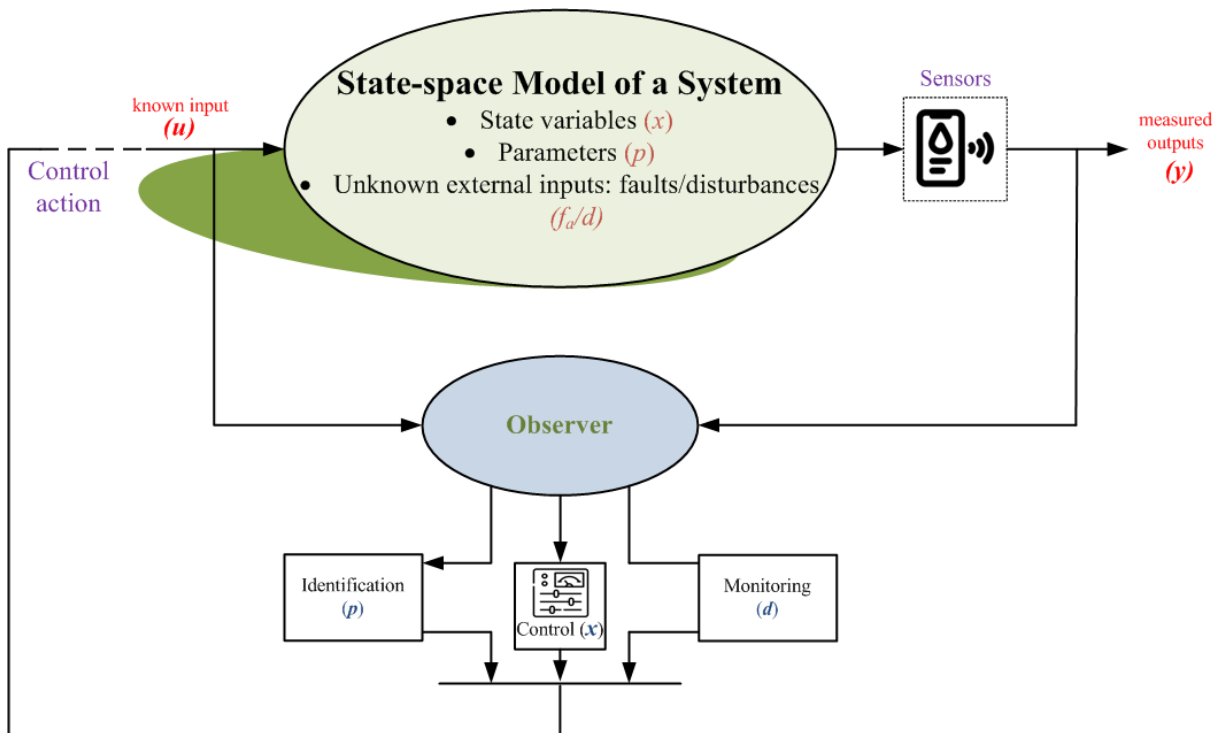 State-space Model of a System
• State variables (x)
• Parameters (p)
• Unknown external inputs: faults/disturbances
(fₐ/d)
known input
(u)
Control
action
Sensors
measured
outputs
(y)
Observer
Identification
(p)
Control (x)
Monitoring
(d)